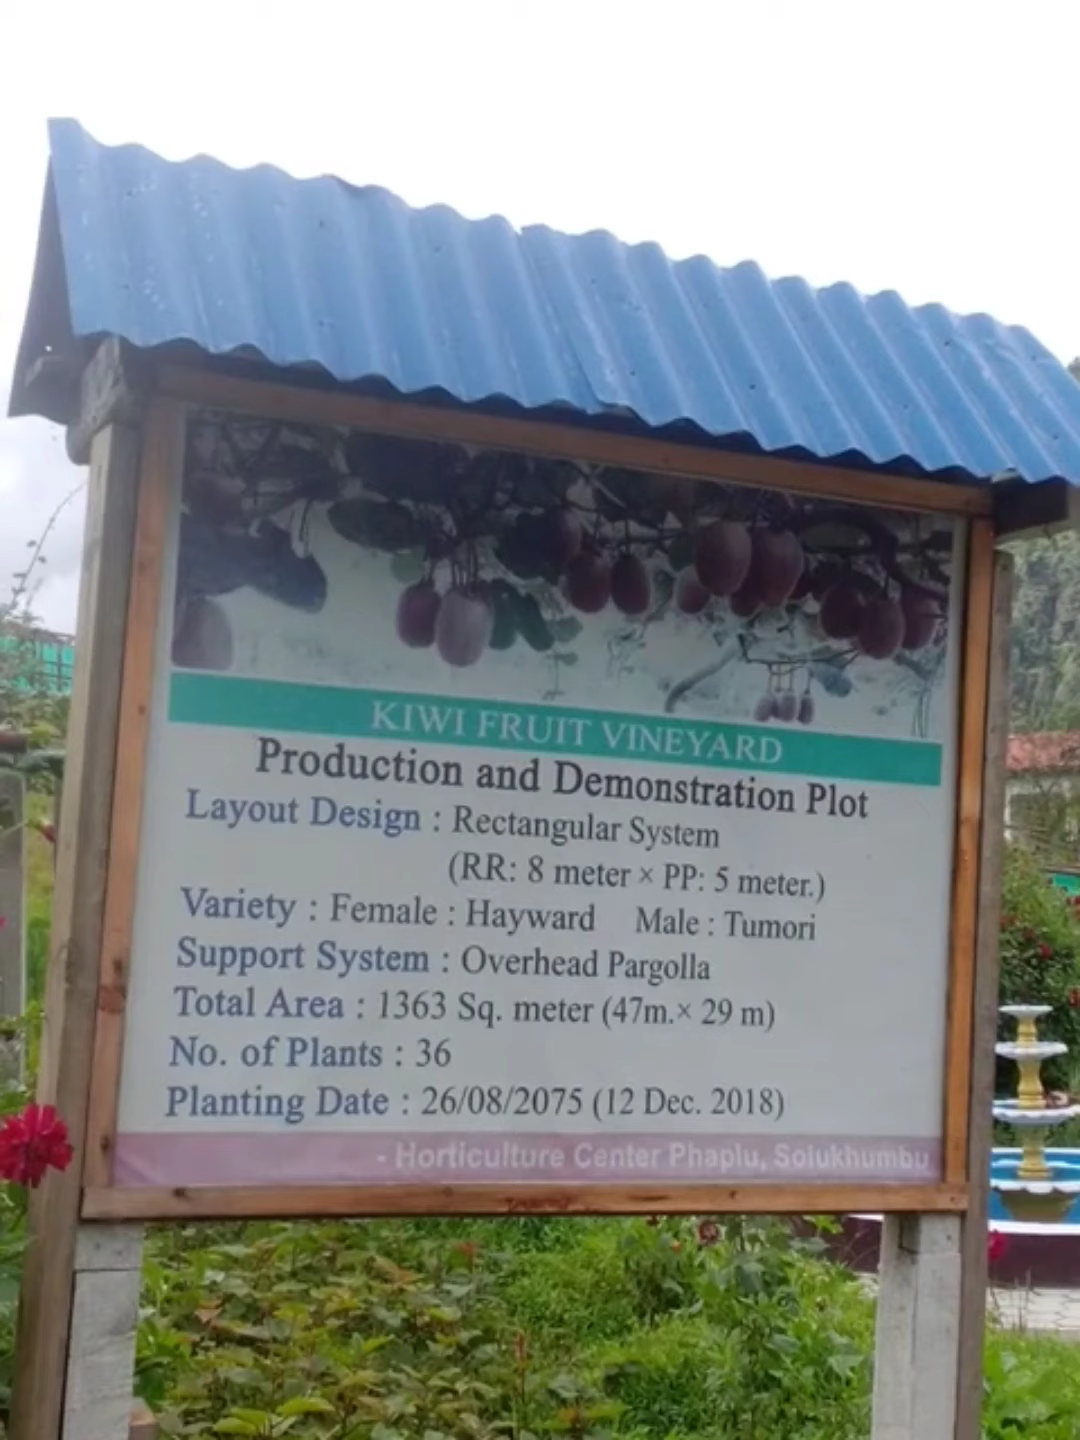 KIWI FRUIT VINEYARD
Production and Demonstration Plot
Layout Design : Rectangular System
(RR: 8 meter × PP: 5 meter.)
Variety : Female : Hayward Male : Tumori
Support System : Overhead Pargolla
Total Area : 1363 Sq. meter (47m.× 29 m)
No. of Plants : 36
Planting Date : 26/08/2075 (12 Dec. 2018)
- Horticulture Center Phaplu, Solukhumbu